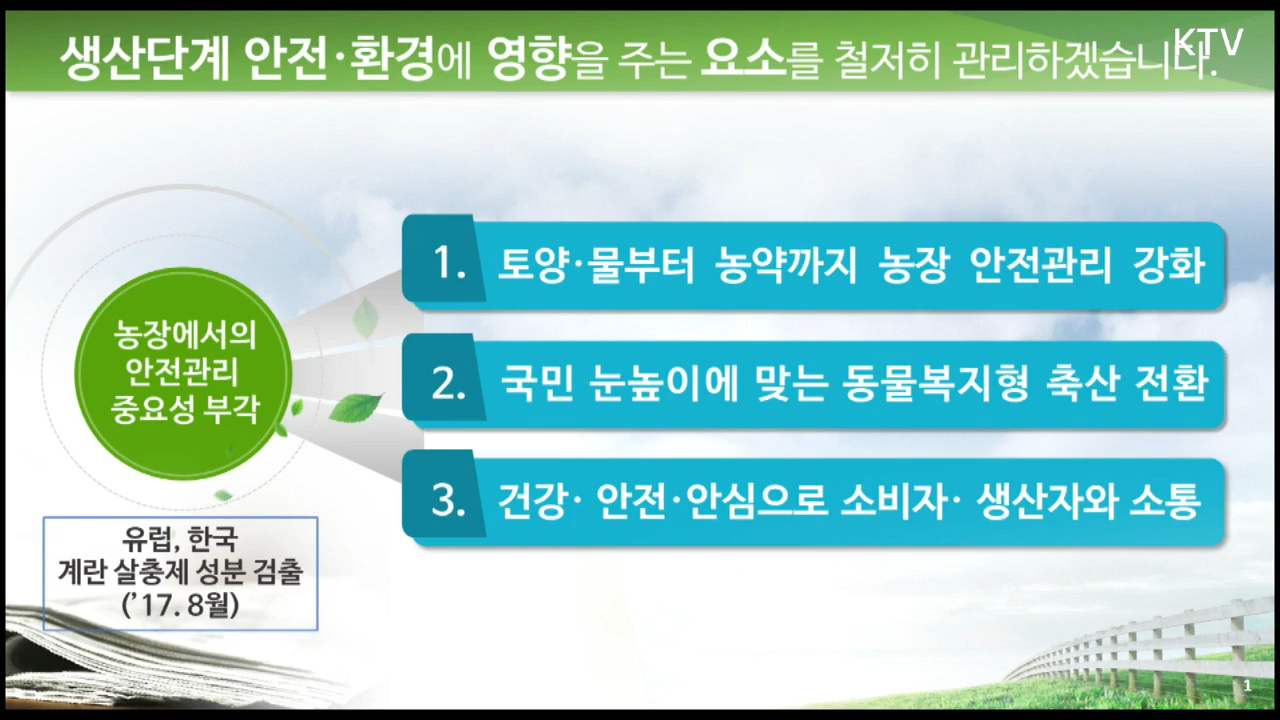 생산단계 안전·환경에 영향을 주는 요소를 철저히 관리하겠습니다.
KTV
농장에서의
안전관리
중요성 부각
유럽, 한국
계란 살충제 성분 검출
(’17. 8월)
1. 토양·물부터 농약까지 농장 안전관리 강화
2. 국민 눈높이에 맞는 동물복지형 축산 전환
3. 건강· 안전·안심으로 소비자· 생산자와 소통
1